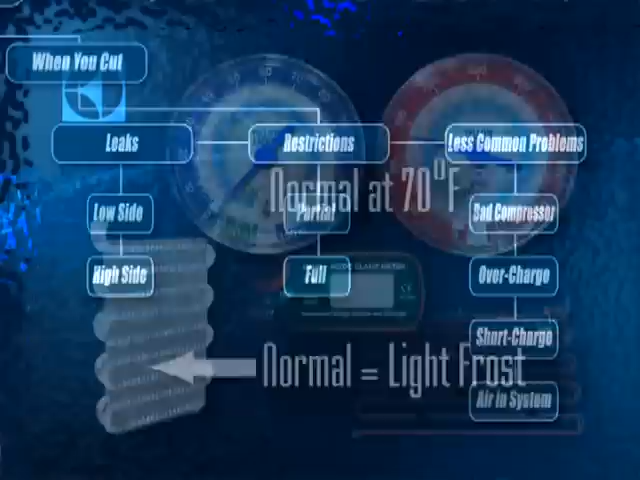 When You Cut
Leaks
Restrictions
Less Common Problems
Normal at 70°F
Low Side
Partial
Bad Compressor
High Side
Full
Over-Charge
Short-Charge
Normal = Light Frost
Air in System